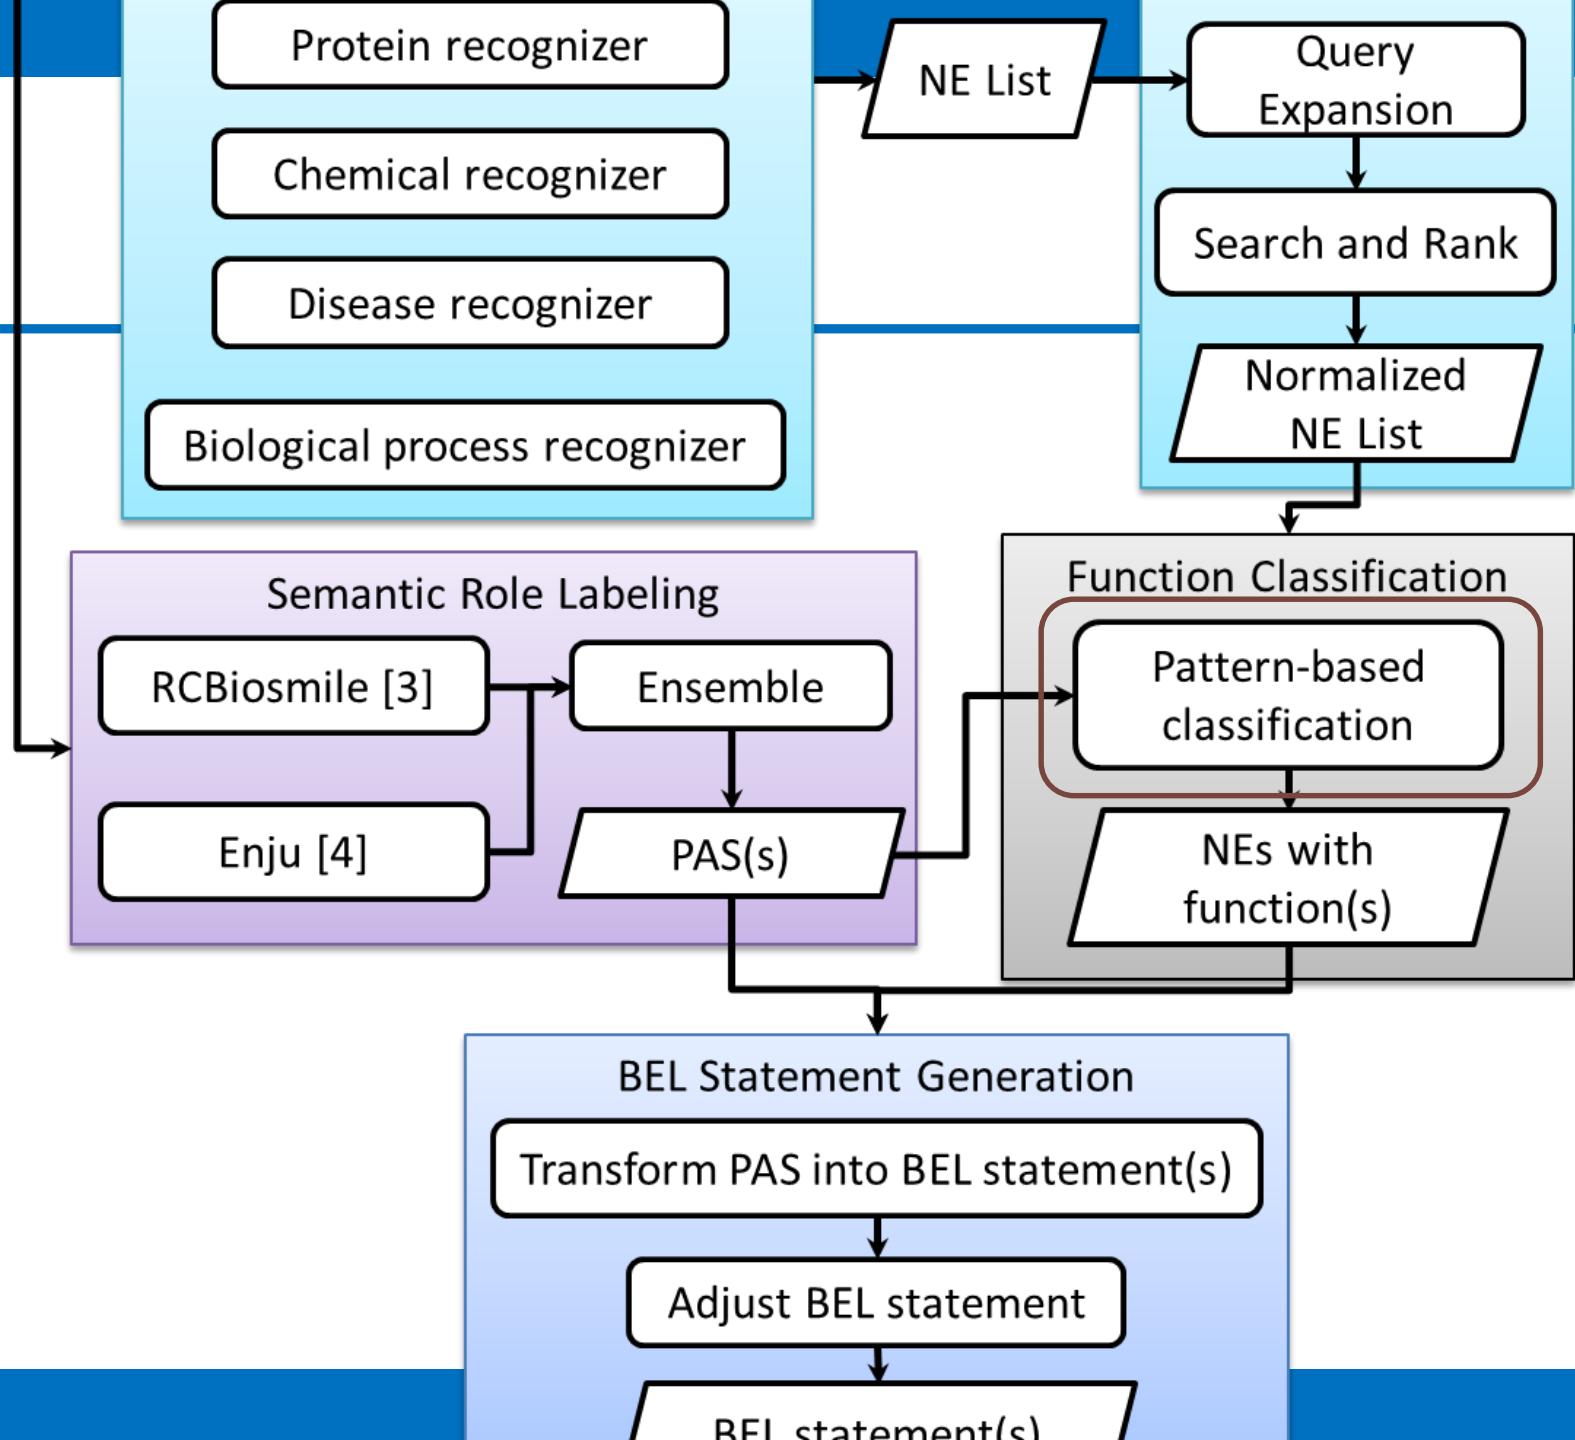 Protein recognizer
Chemical recognizer
Disease recognizer
Biological process recognizer
NE List
Query
Expansion
Search and Rank
Normalized
NE List
Semantic Role Labeling
RCBiosmile [3]
Ensemble
Enju [4]
PAS(s)
Function Classification
Pattern-based
classification
NEs with
function(s)
BEL Statement Generation
Transform PAS into BEL statement(s)
Adjust BEL statement
BEL statement(s)